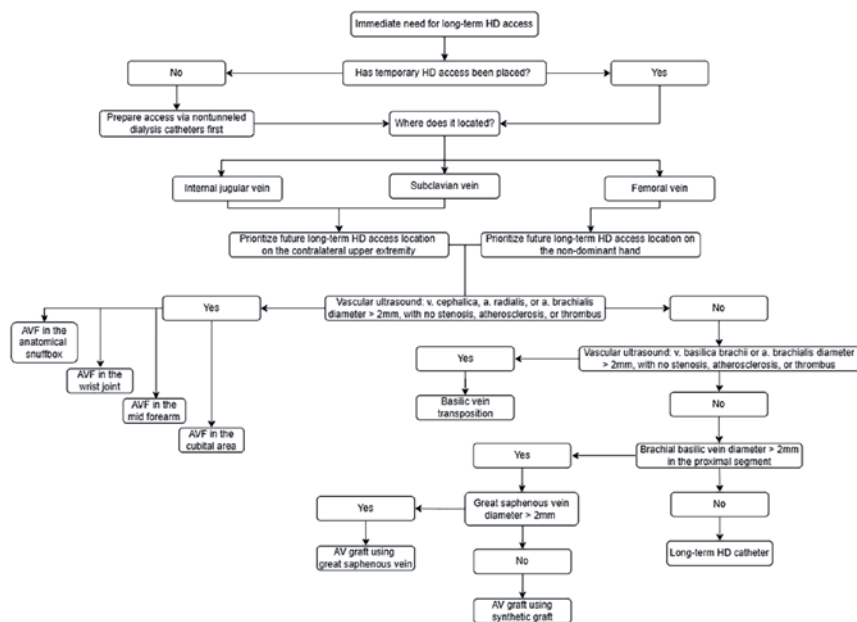 Immediate need for long-term HD access
No
Has temporary HD access been placed?
Yes
Prepare access via nontunneled
dialysis catheters first
Where does it located?
Internal jugular vein
Subclavian vein
Femoral vein
Prioritize future long-term HD access location
on the contralateral upper extremity
Prioritize future long-term HD access location on
the non-dominant hand
Yes
Vascular ultrasound: v. cephalica, a. radialis, or a. brachialis
diameter > 2mm, with no stenosis, atherosclerosis, or thrombus
No
AVF in the
anatomical
snuffbox
AVF in the
wrist joint
AVF in the
mid forearm
AVF in the
cubital area
Yes
Vascular ultrasound: v. basilica brachii or a. brachialis diameter
> 2mm, with no stenosis, atherosclerosis, or thrombus
Basilic vein
transposition
No
Yes
Brachial basilic vein diameter > 2mm
in the proximal segment
Yes
Great saphenous vein
diameter > 2mm
No
AV graft using
great saphenous vein
No
Long-term HD catheter
AV graft using
synthetic graft